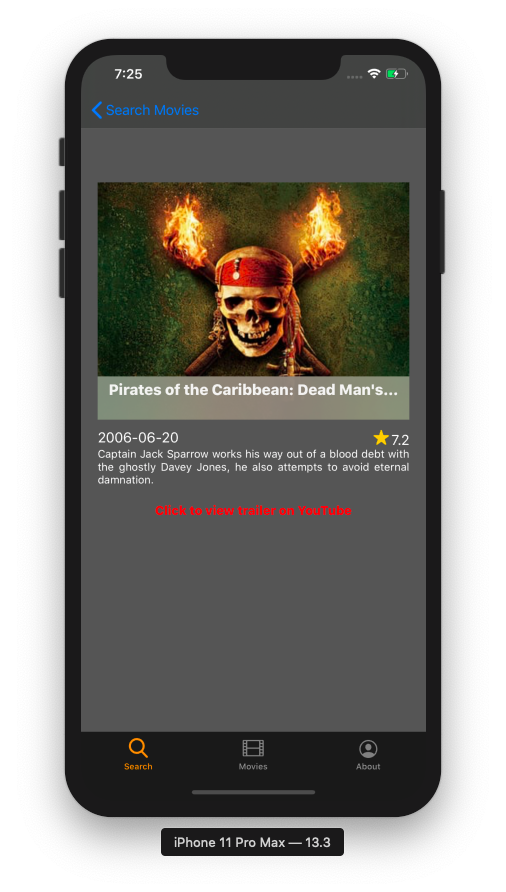 7:25
Search Movies
Pirates of the Caribbean: Dead Man's...
2006-06-20
7.2
Captain Jack Sparrow works his way out of a blood debt with
the ghostly Davey Jones, he also attempts to avoid eternal
damnation.
Click to view trailer on YouTube
Search
Movies
About
iPhone 11 Pro Max — 13.3